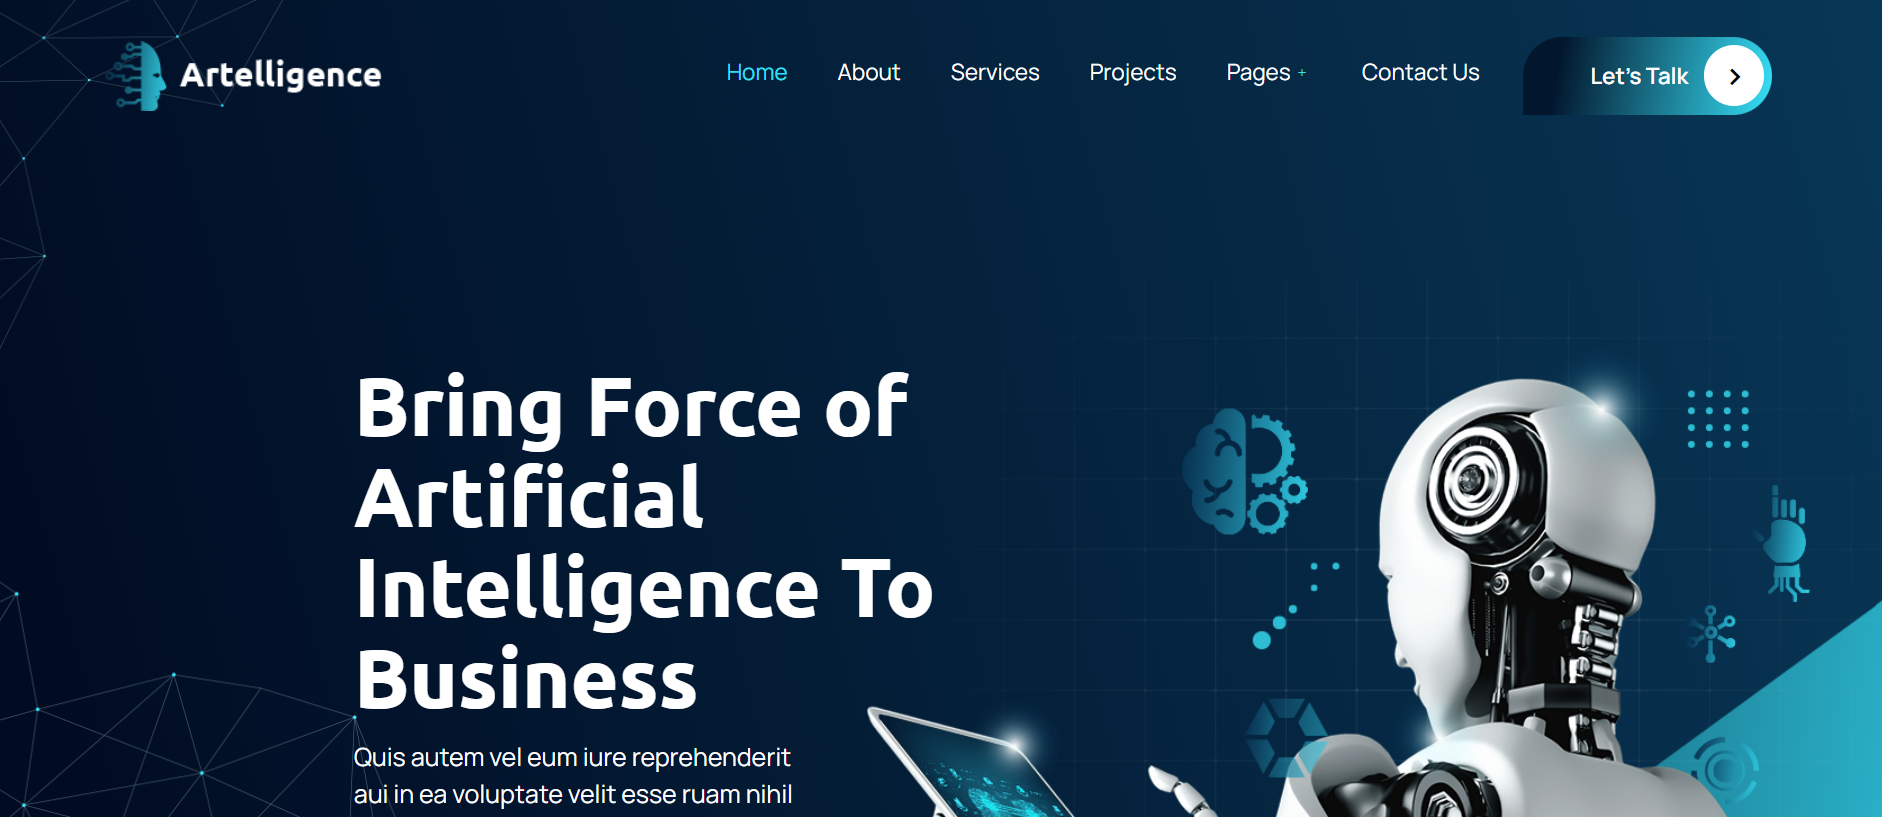 Artelligence
Home About Services Projects Pages + Contact Us Let's Talk
Bring Force of
Artificial
Intelligence To
Business
Quis autem vel eum iure reprehenderit
aui in ea voluptate velit esse ruam nihil